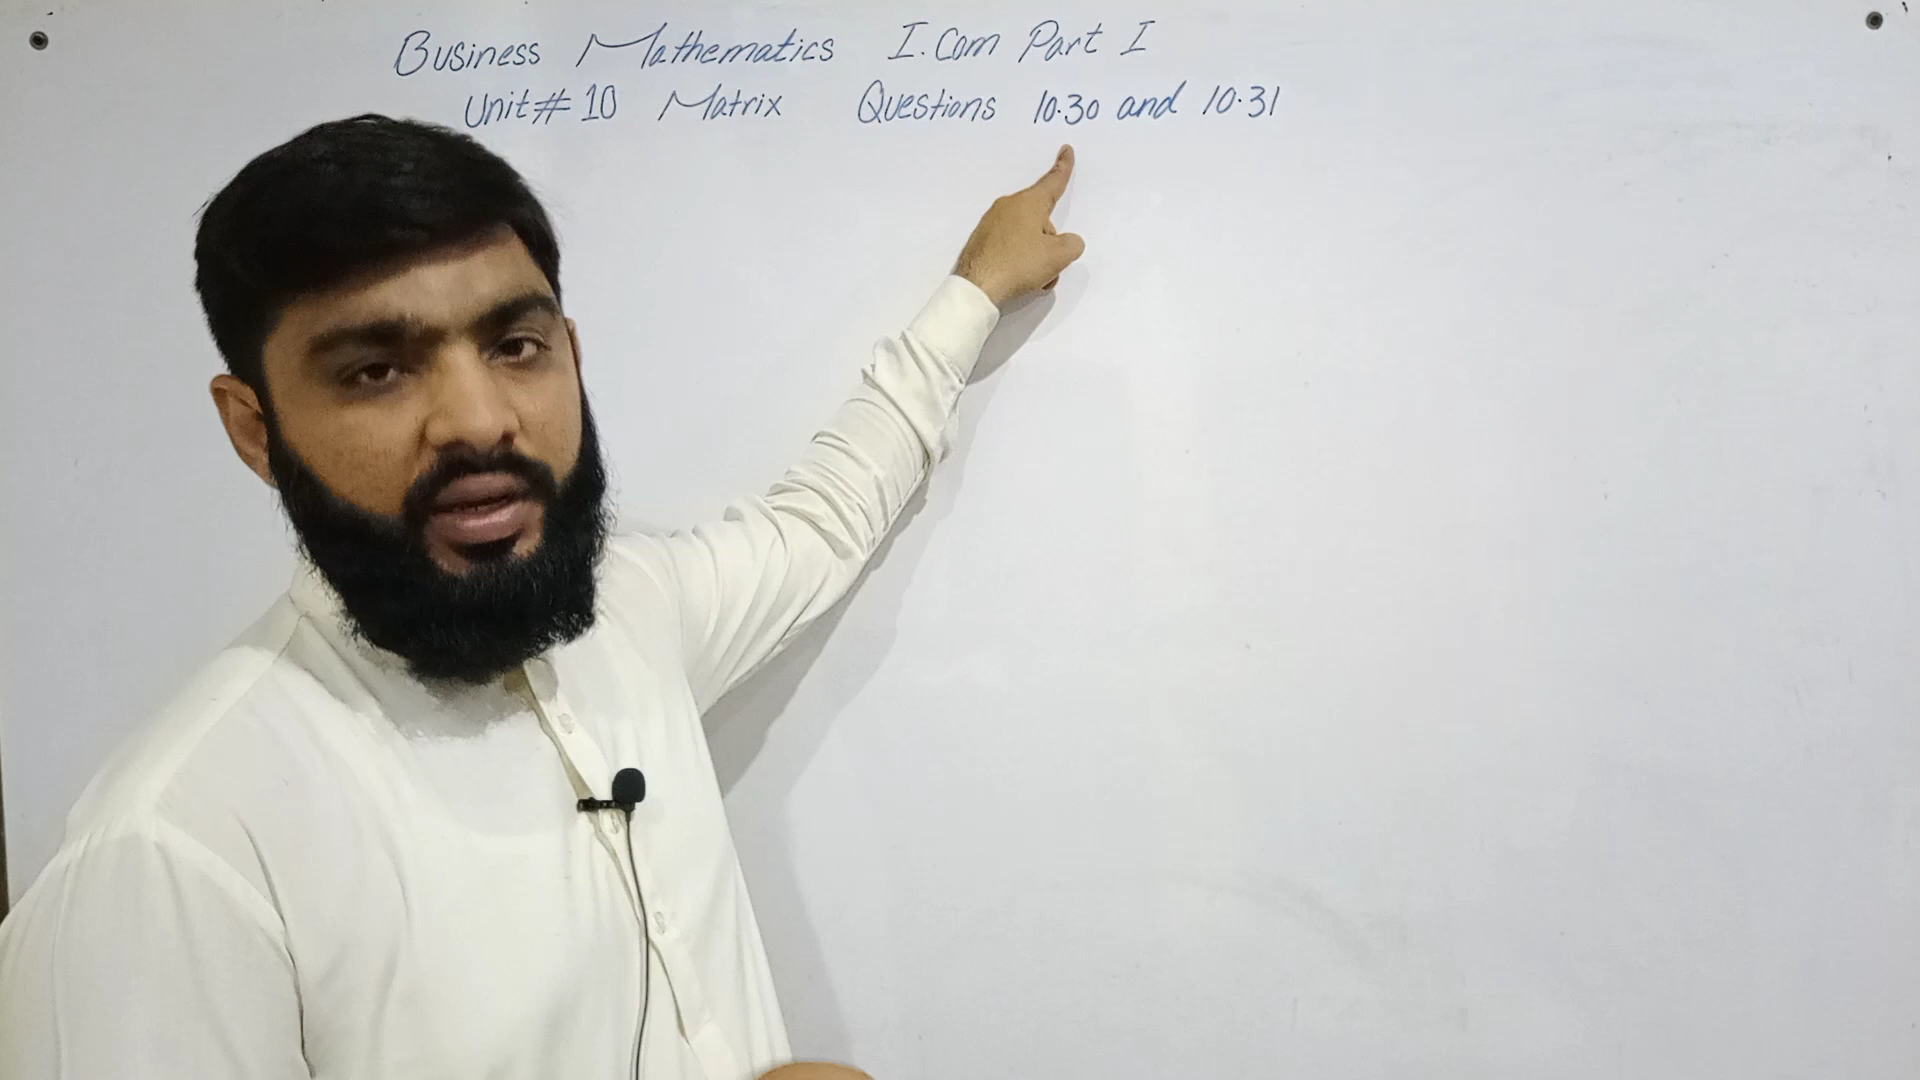 Business Mathematics I.Com Part I
Unit# 10 Matrix Questions 10.30 and 10.31